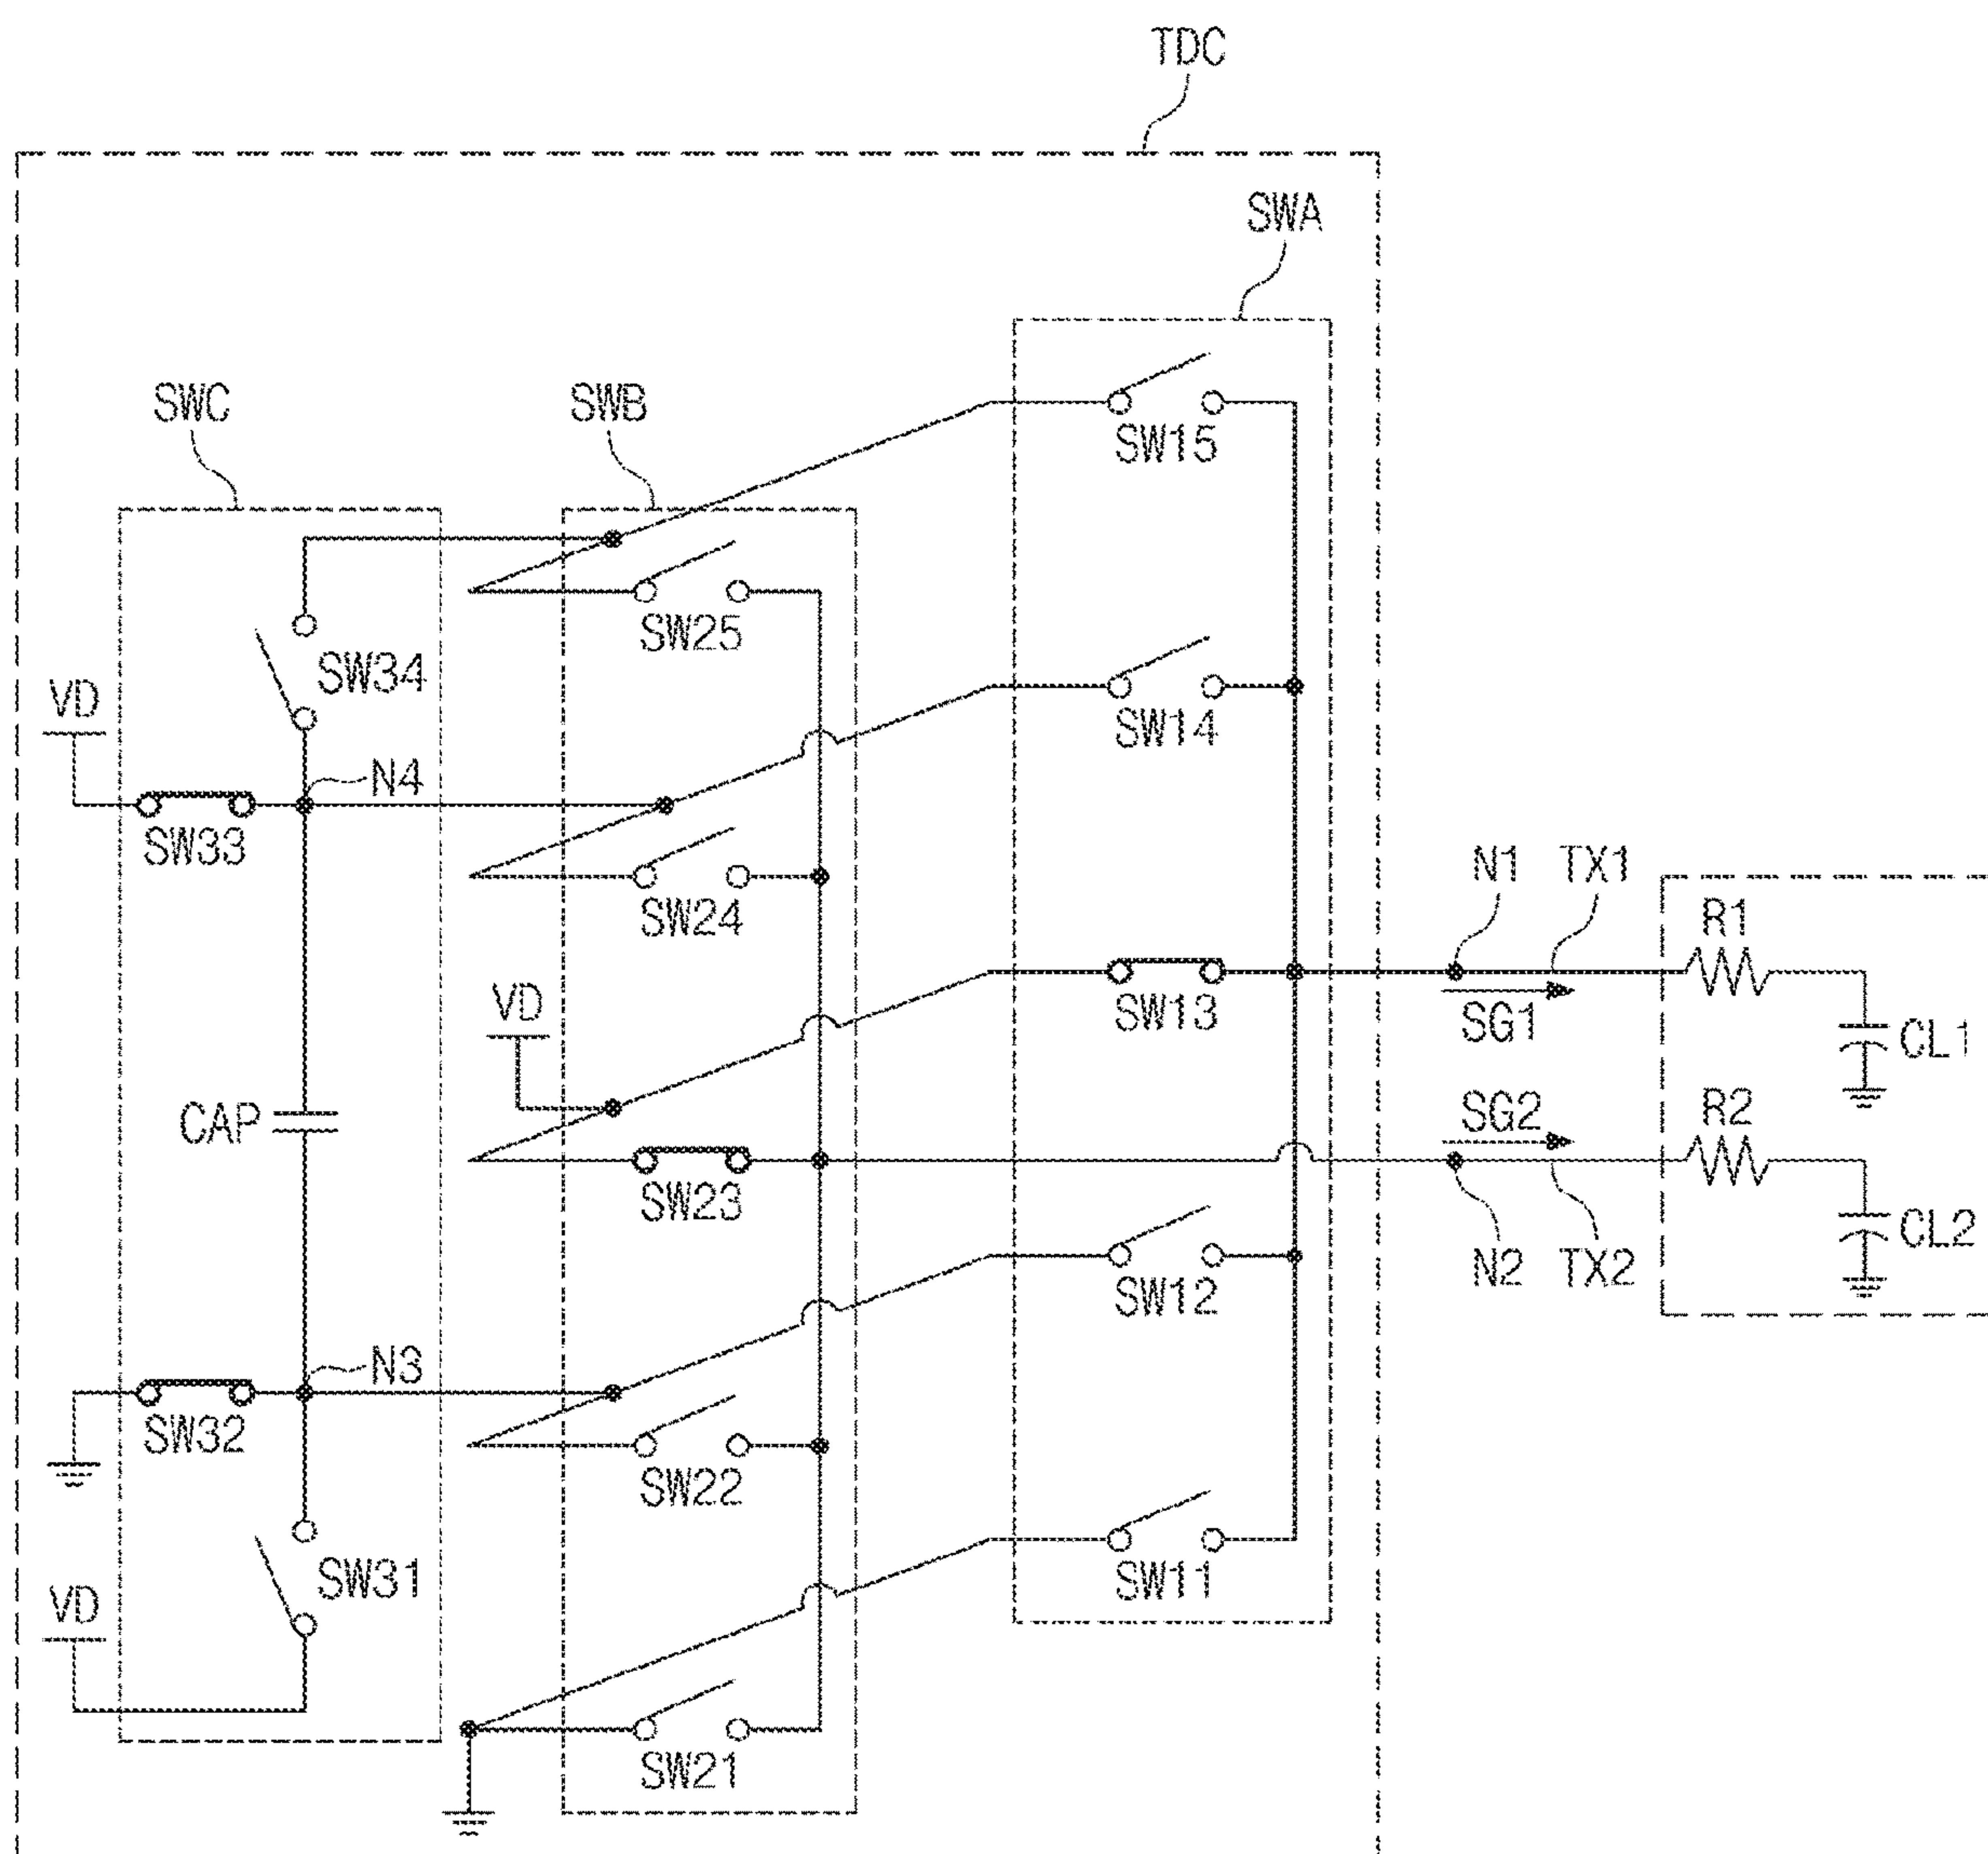 TDC
SWA
SWC
SWB
SW15
SW25
SW34
VD
SW14
N4
SW33
SW24
N1
TX1
R1
VD
SW13
SG1
CL1
CAP
SG2
R2
SW23
CL2
SW12
N2
TX2
N3
SW32
SW22
SW31
SW11
VD
SW21